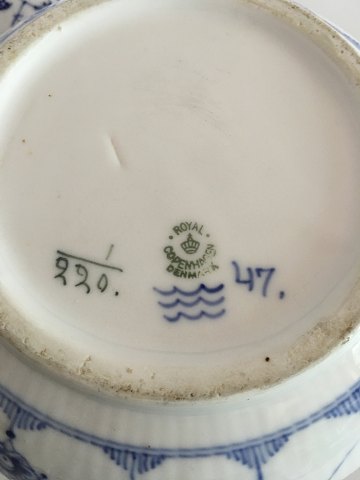 ROYAL
COPENHAGEN
DENMARK
1
220.
47.